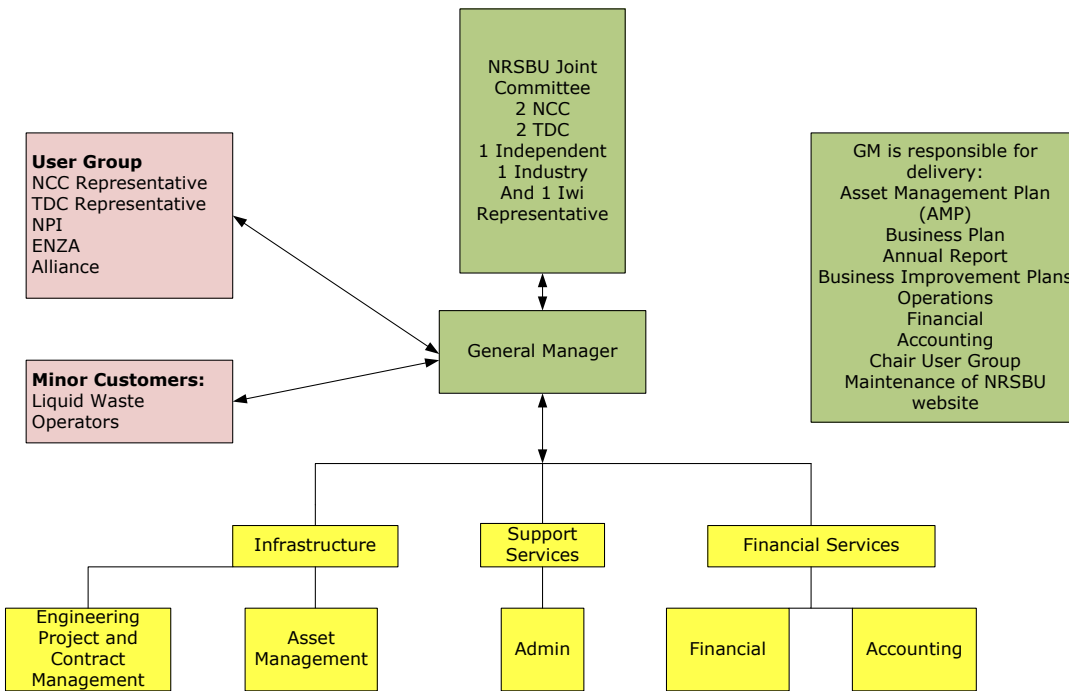 NRSBU Joint
Committee
2 NCC
2 TDC
1 Independent
1 Industry
And 1 Iwi
Representative
User Group
NCC Representative
TDC Representative
NPI
ENZA
Alliance
GM is responsible for
delivery:
Asset Management Plan
(AMP)
Business Plan
Annual Report
Business Improvement Plans
Operations
Financial
Accounting
Chair User Group
Maintenance of NRSBU
website
General Manager
Minor Customers:
Liquid Waste
Operators
Infrastructure
Support
Services
Financial Services
Engineering
Project and
Contract
Management
Asset
Management
Admin
Financial
Accounting